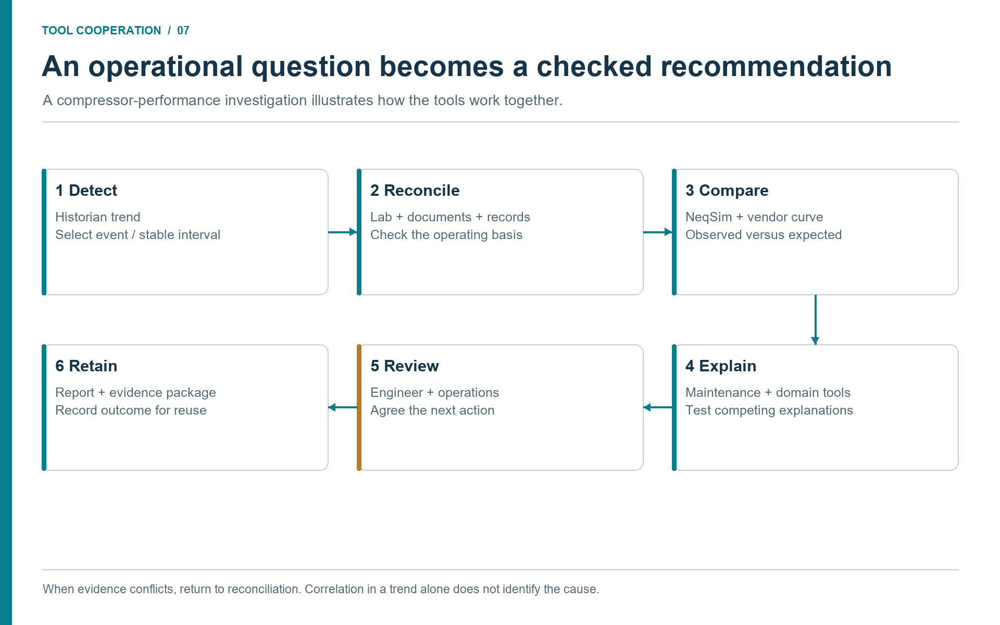 TOOL COOPERATION / 07
An operational question becomes a checked recommendation
A compressor-performance investigation illustrates how the tools work together.
1 Detect
Historian trend
Select event / stable interval
2 Reconcile
Lab + documents + records
Check the operating basis
3 Compare
NeqSim + vendor curve
Observed versus expected
4 Explain
Maintenance + domain tools
Test competing explanations
5 Review
Engineer + operations
Agree the next action
6 Retain
Report + evidence package
Record outcome for reuse
When evidence conflicts, return to reconciliation. Correlation in a trend alone does not identify the cause.